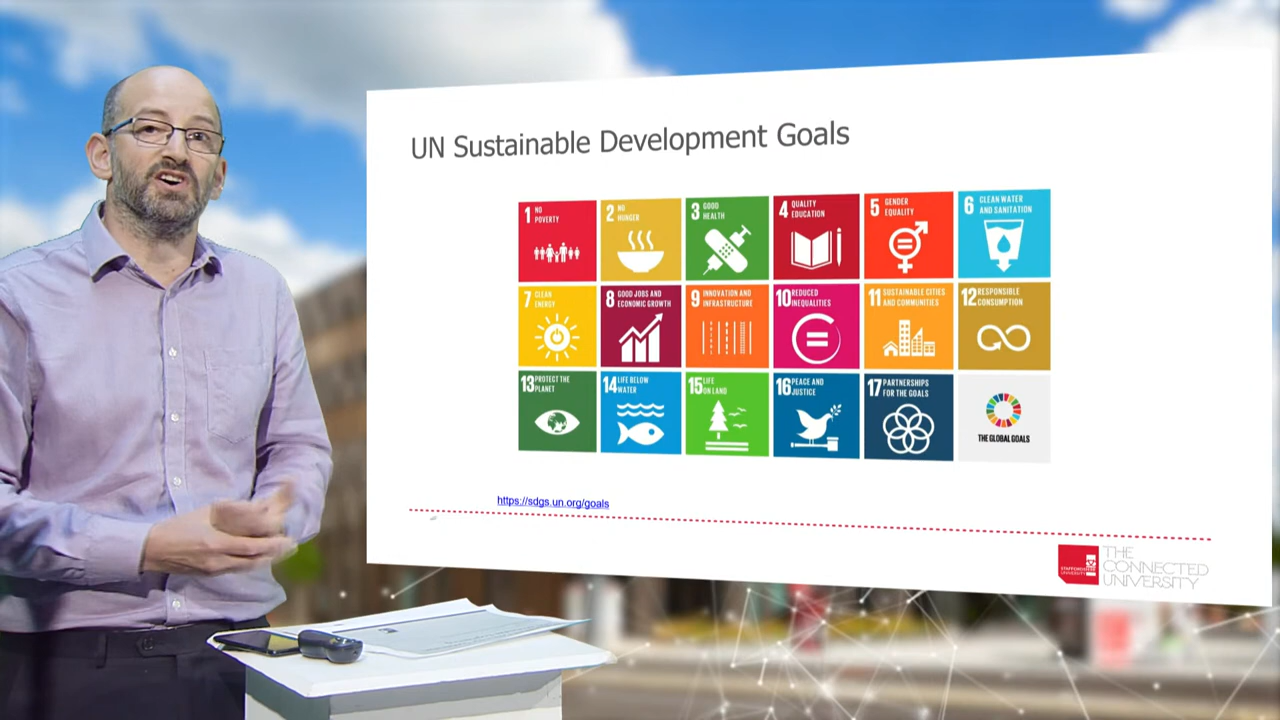 UN Sustainable Development Goals
1 NO
POVERTY
2 NO
HUNGER
3 GOOD
HEALTH
4 QUALITY
EDUCATION
5 GENDER
EQUALITY
6 CLEAN WATER
AND SANITATION
7 CLEAN
ENERGY
8 GOOD JOBS AND
ECONOMIC GROWTH
9 INNOVATION AND
INFRASTRUCTURE
10 REDUCED
INEQUALITIES
11 SUSTAINABLE CITIES
AND COMMUNITIES
12 RESPONSIBLE
CONSUMPTION
13 PROTECT THE
PLANET
14 LIFE BELOW
WATER
15 LIFE
ON LAND
16 PEACE AND
JUSTICE
17 PARTNERSHIPS
FOR THE GOALS
THE GLOBAL GOALS
https://sdgs.un.org/goals
STAFFORDSHIRE
UNIVERSITY
THE
CONNECTED
UNIVERSITY